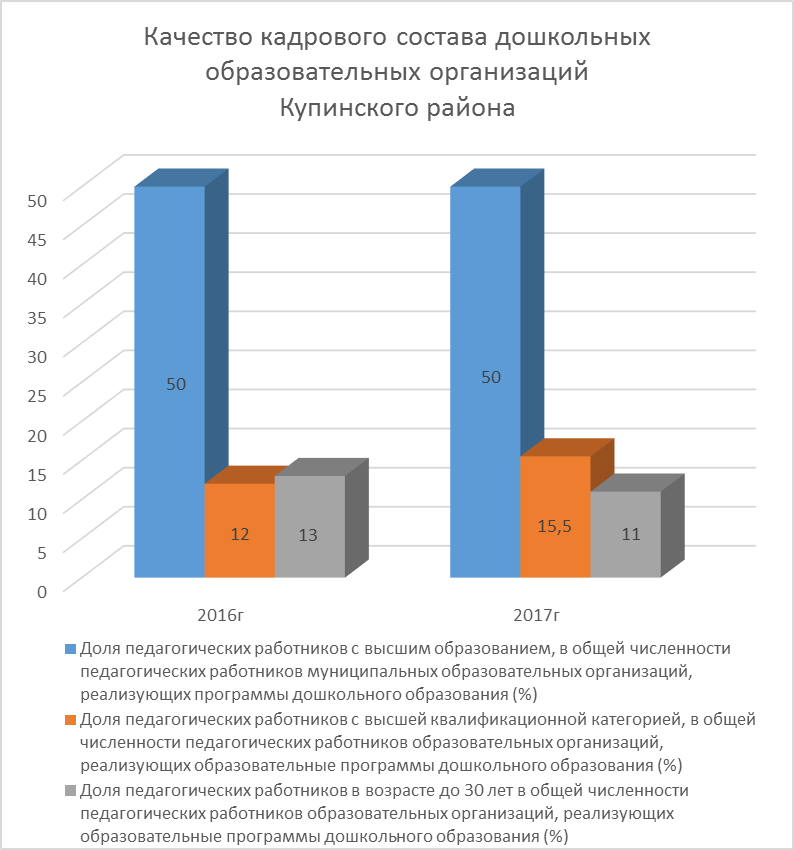 Качество кадрового состава дошкольных
образовательных организаций
Купинского района
50
45
40
35
30
25
20
15
10
5
0
50
12
13
50
15,5
11
2016г
2017г
Доля педагогических работников с высшим образованием, в общей численности
педагогических работников муниципальных образовательных организаций,
реализующих программы дошкольного образования (%)
Доля педагогических работников с высшей квалификационной категорией, в общей
численности педагогических работников образовательных организаций,
реализующих образовательные программы дошкольного образования (%)
Доля педагогических работников в возрасте до 30 лет в общей численности
педагогических работников образовательных организаций, реализующих
образовательные программы дошкольного образования (%)